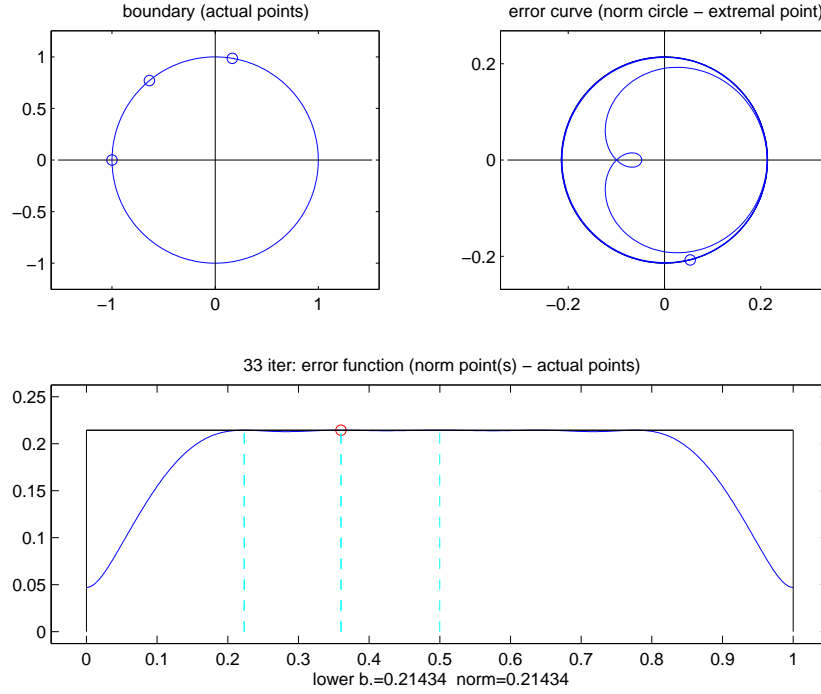 boundary (actual points)
1
0.5
0
−0.5
−1
−1 0 1
error curve (norm circle − extremal point)
0.2
0
−0.2
−0.2 0 0.2
33 iter: error function (norm point(s) − actual points)
0.25
0.2
0.15
0.1
0.05
0
0 0.1 0.2 0.3 0.4 0.5 0.6 0.7 0.8 0.9 1
lower b.=0.21434 norm=0.21434